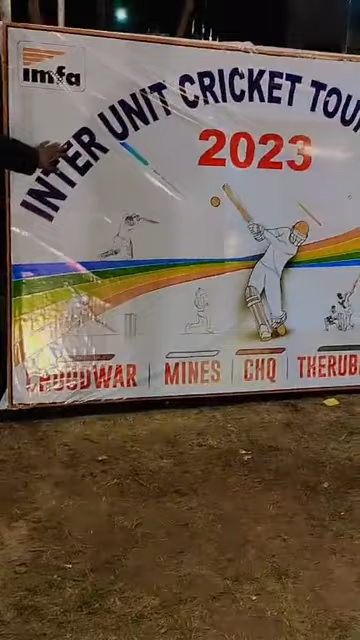 imfa
INTER UNIT CRICKET TOU
2023
CHOUDWAR | MINES | CHQ | THERUB